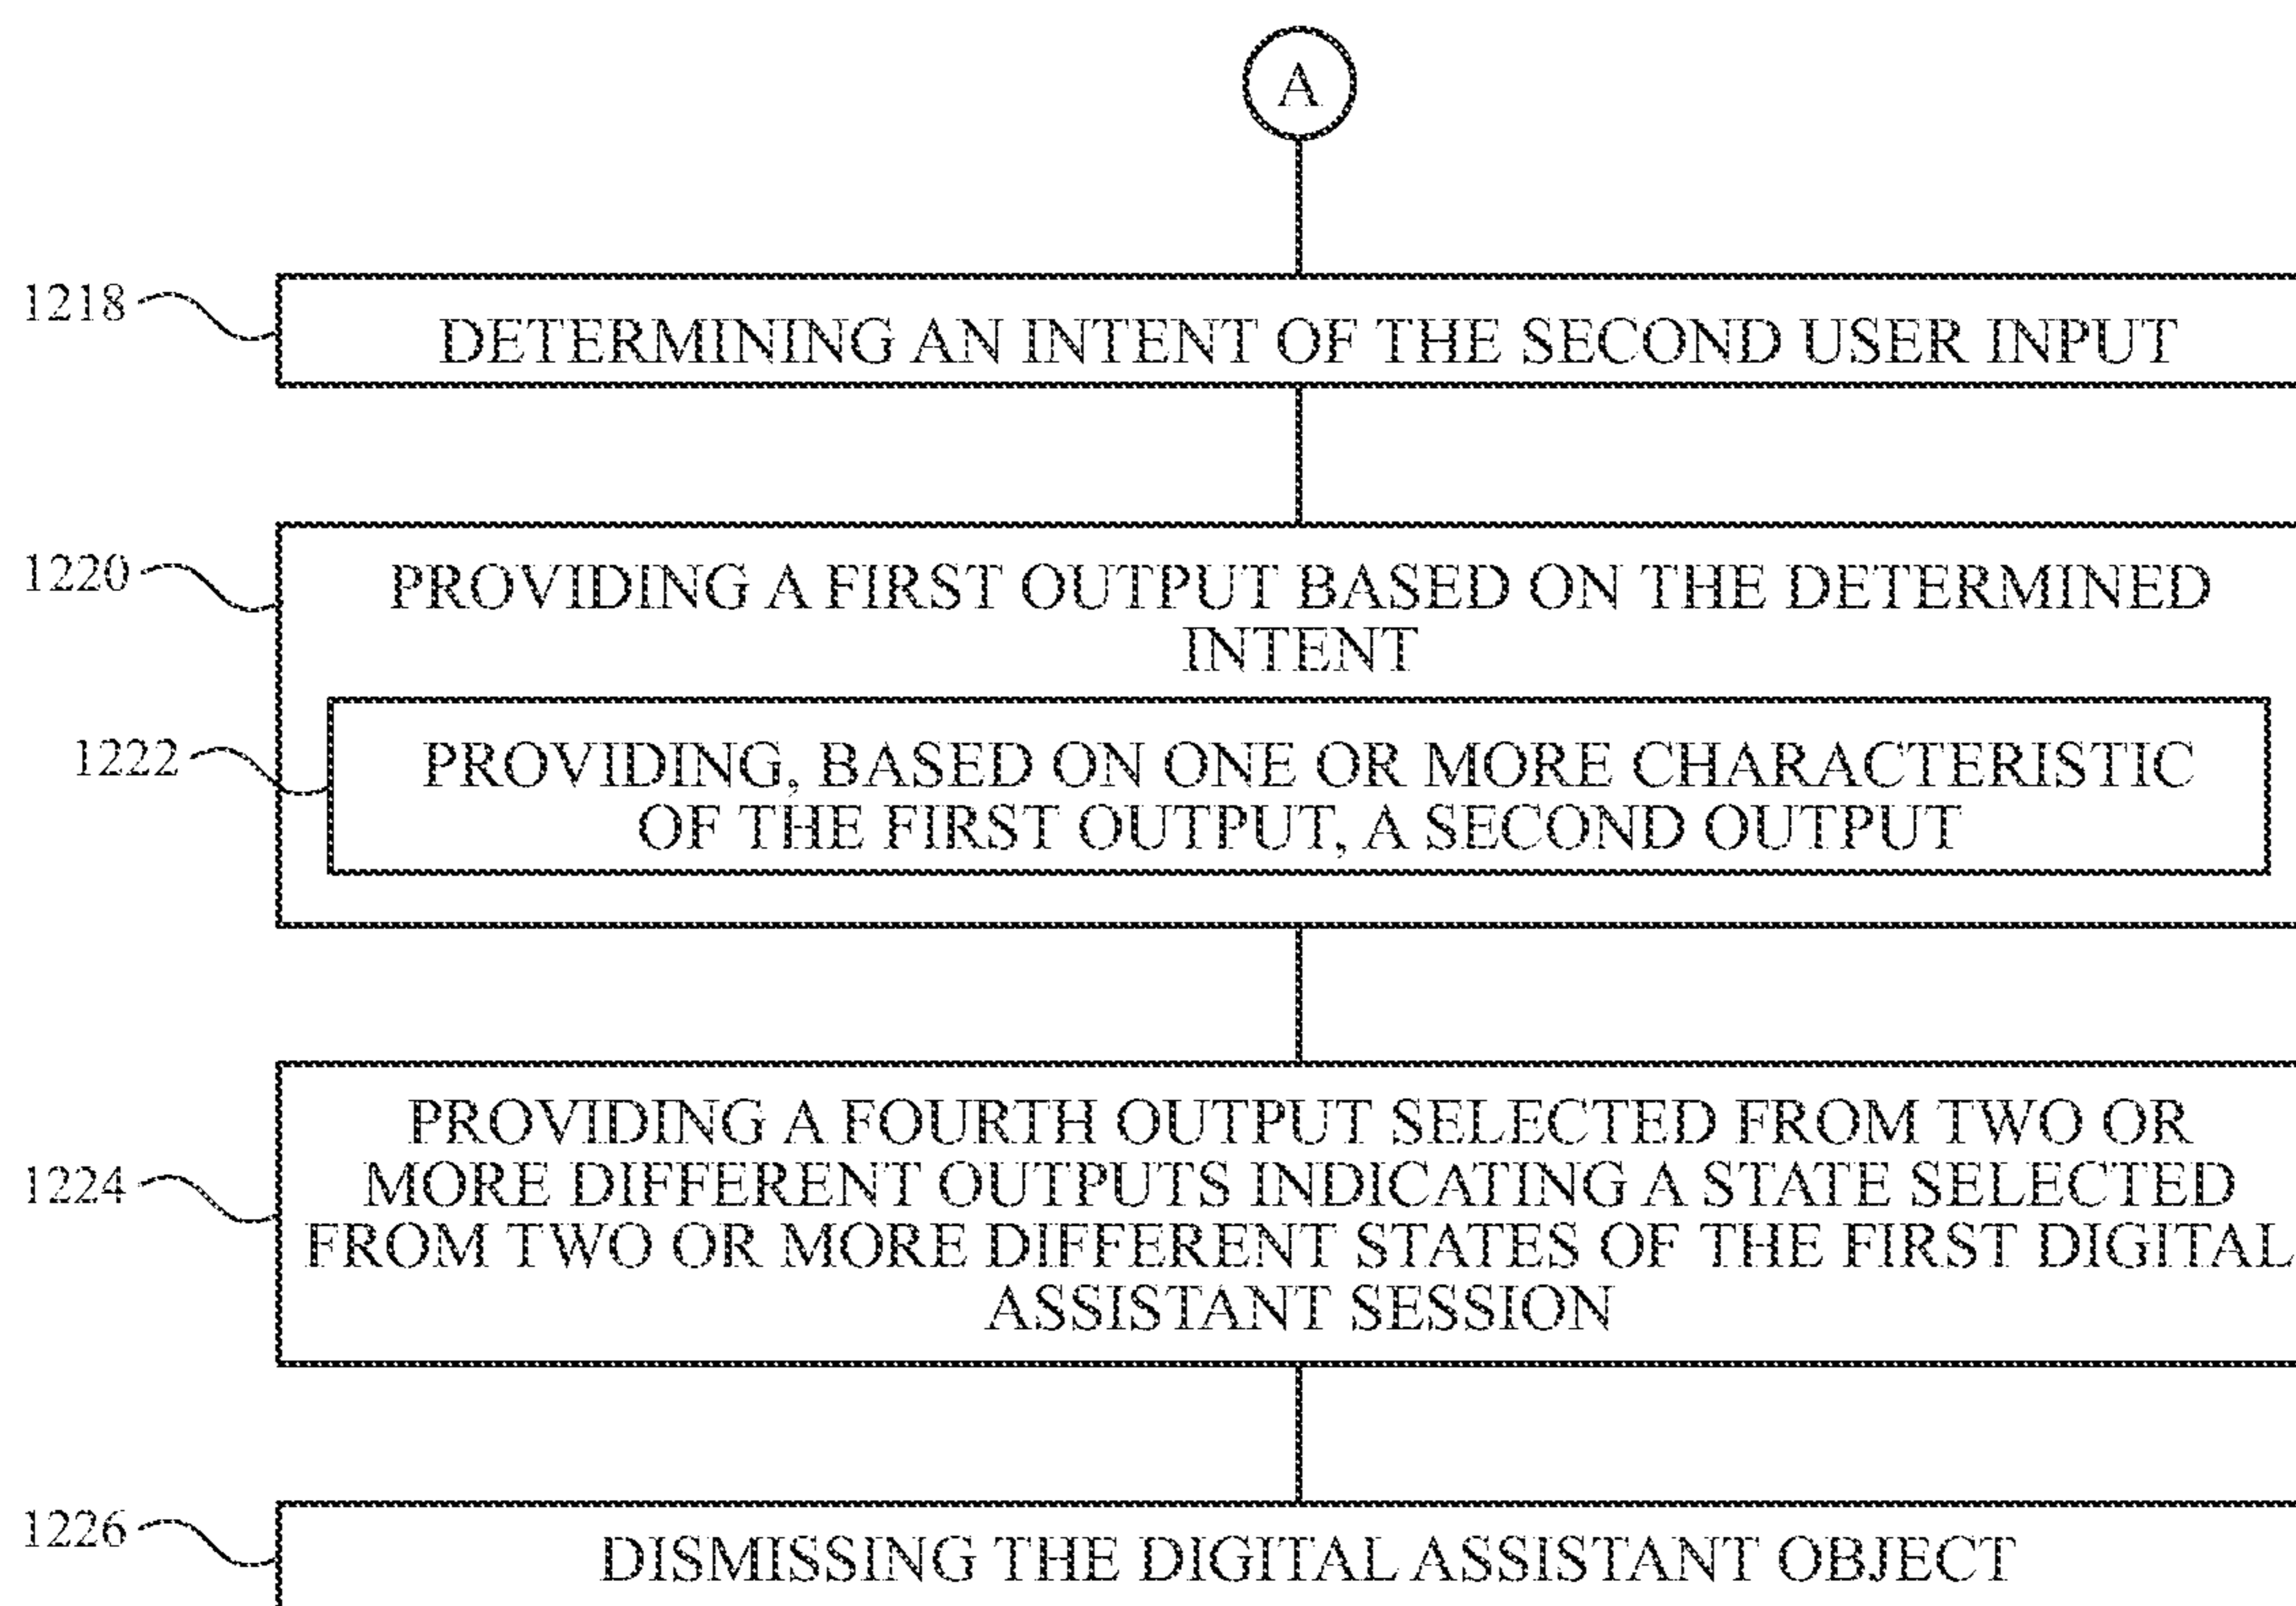 A
1218
DETERMINING AN INTENT OF THE SECOND USER INPUT
1220
PROVIDING A FIRST OUTPUT BASED ON THE DETERMINED
INTENT
1222
PROVIDING, BASED ON ONE OR MORE CHARACTERISTIC
OF THE FIRST OUTPUT, A SECOND OUTPUT
1224
PROVIDING A FOURTH OUTPUT SELECTED FROM TWO OR
MORE DIFFERENT OUTPUTS INDICATING A STATE SELECTED
FROM TWO OR MORE DIFFERENT STATES OF THE FIRST DIGITAL
ASSISTANT SESSION
1226
DISMISSING THE DIGITAL ASSISTANT OBJECT